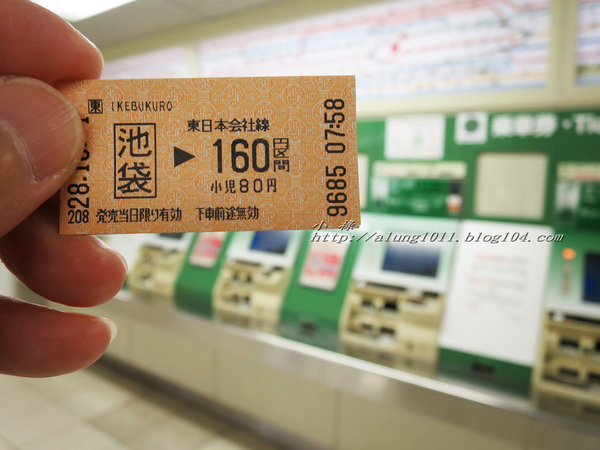 東 IKEBUKURO
池袋
▶
東日本会社線
160円区間
小児80円
208 発売当日限り有効 下車前途無効
9685 07:58
小蓉
http://alung1011.blog104.com/